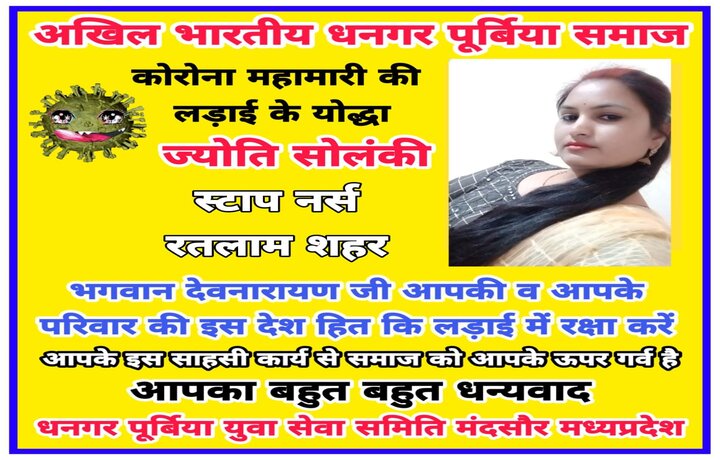 अखिल भारतीय धनगर पूर्बिया समाज
कोरोना महामारी की
लड़ाई के योद्धा
ज्योति सोलंकी
स्टाप नर्स
रतलाम शहर
भगवान देवनारायण जी आपकी व आपके
परिवार की इस देश हित कि लड़ाई में रक्षा करें
आपके इस साहसी कार्य से समाज को आपके ऊपर गर्व है
आपका बहुत बहुत धन्यवाद
धनगर पूर्बिया युवा सेवा समिति मंदसौर मध्यप्रदेश